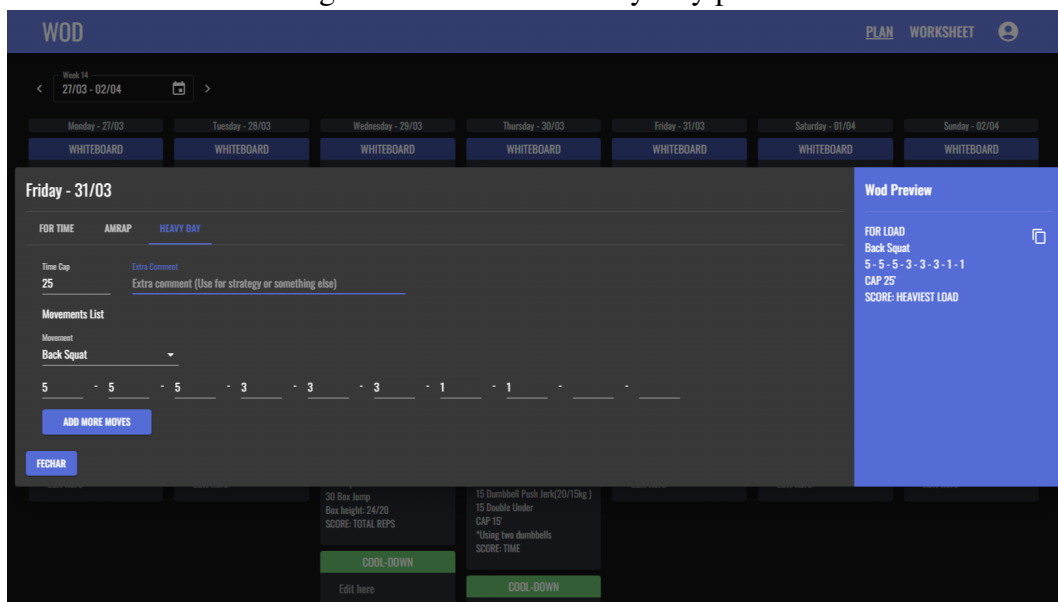 WOD PLAN WORKSHEET
Week 14
27/03 - 02/04
Monday - 27/03 Tuesday - 28/03 Wednesday - 29/03 Thursday - 30/03 Friday - 31/03 Saturday - 01/04 Sunday - 02/04
WHITEBOARD WHITEBOARD WHITEBOARD WHITEBOARD WHITEBOARD WHITEBOARD WHITEBOARD
Friday - 31/03
FOR TIME AMRAP HEAVY DAY
Time Cap Extra Comment
25 Extra comment (Use for strategy or something else)
Movements List
Movement
Back Squat
5 - 5 - 5 - 3 - 3 - 3 - 1 - 1 - -
ADD MORE MOVES
FECHAR
Wod Preview
FOR LOAD
Back Squat
5 - 5 - 5 - 3 - 3 - 3 - 1 - 1
CAP 25'
SCORE: HEAVIEST LOAD
30 Box Jump
Box height: 24/20
SCORE: TOTAL REPS
COOL-DOWN
Edit here
15 Dumbbell Push Jerk(20/15kg )
15 Double Under
CAP 15'
*Using two dumbbells
SCORE: TIME
COOL-DOWN